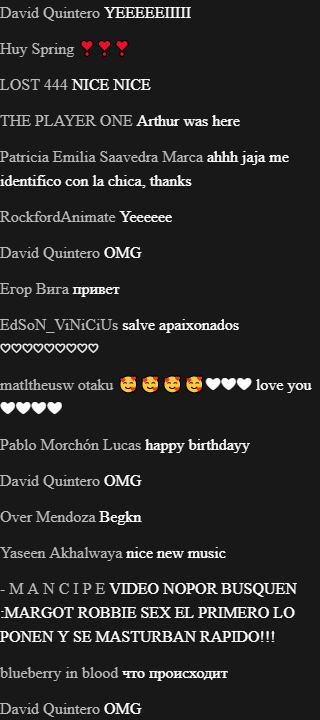 David Quintero YEEEEEIIIII
Huy Spring ❣❣❣
LOST 444 NICE NICE
THE PLAYER ONE Arthur was here
Patricia Emilia Saavedra Marca ahhh jaja me
identifico con la chica, thanks
RockfordAnimate Yeeeeee
David Quintero OMG
Егор Вига привет
EdSoN_ViNiCiUs salve apaixonados
♡♡♡♡♡♡♡♡♡
matltheusw otaku 🥰🥰🥰🥰🤍🤍🤍 love you
🤍🤍🤍🤍
Pablo Morchón Lucas happy birthdayy
David Quintero OMG
Over Mendoza Begkn
Yaseen Akhalwaya nice new music
- M A N C I P E VIDEO NOPOR BUSQUEN
:MARGOT ROBBIE SEX EL PRIMERO LO
PONEN Y SE MASTURBAN RAPIDO!!!
blueberry in blood что происходит
David Quintero OMG